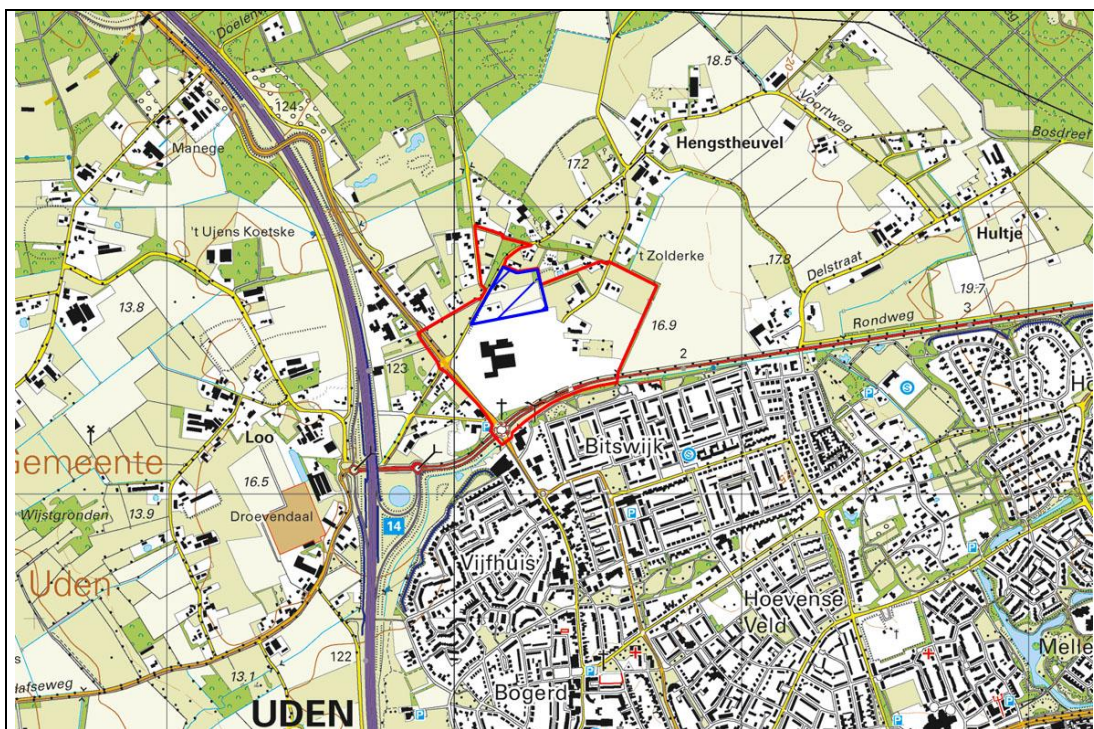 Doelen
124
Manege
18.5
20
Voortweg
Bosdreef
Hengstheuvel
17.2
't Ujens Koetske
't Zolderke
Hultje
17.8
Delstraat
13.8
19.7
3
16.9
Rondweg
2
123
P
S
Bitswijk
Loo
S
Gemeente
16.5
Wijstgronden
13.9
Droevendaal
14
P
P
Vijfhuis
Uden
Hoevense
Veld
122
Melle
13.1
Bogerd
P
P
UDEN
P
P